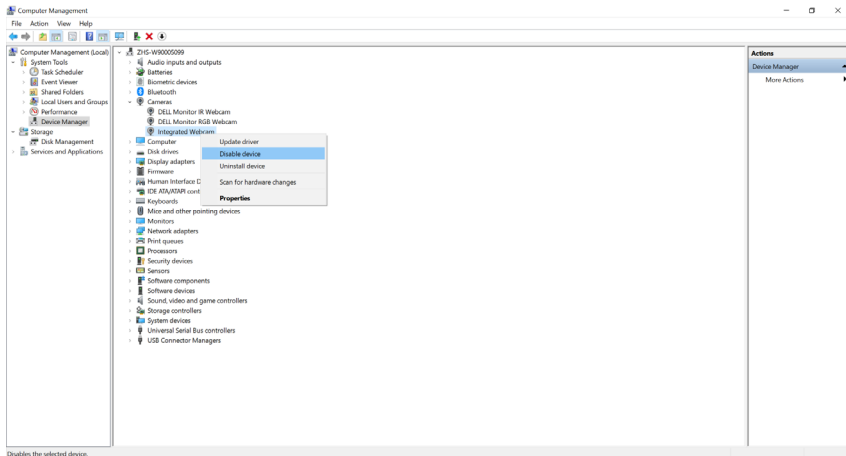 Computer Management
File Action View Help
Computer Management (Local)
System Tools
Task Scheduler
Event Viewer
Shared Folders
Local Users and Groups
Performance
Device Manager
Storage
Disk Management
Services and Applications
ZHS-W90005099
Audio inputs and outputs
Batteries
Biometric devices
Bluetooth
Cameras
DELL Monitor IR Webcam
DELL Monitor RGB Webcam
Integrated Webcam
Computer
Disk drives
Display adapters
Firmware
Human Interface D
IDE ATA/ATAPI cont
Keyboards
Mice and other pointing devices
Monitors
Network adapters
Print queues
Processors
Security devices
Sensors
Software components
Software devices
Sound, video and game controllers
Storage controllers
System devices
Universal Serial Bus controllers
USB Connector Managers
Update driver
Disable device
Uninstall device
Scan for hardware changes
Properties
Actions
Device Manager
More Actions
Disables the selected device.